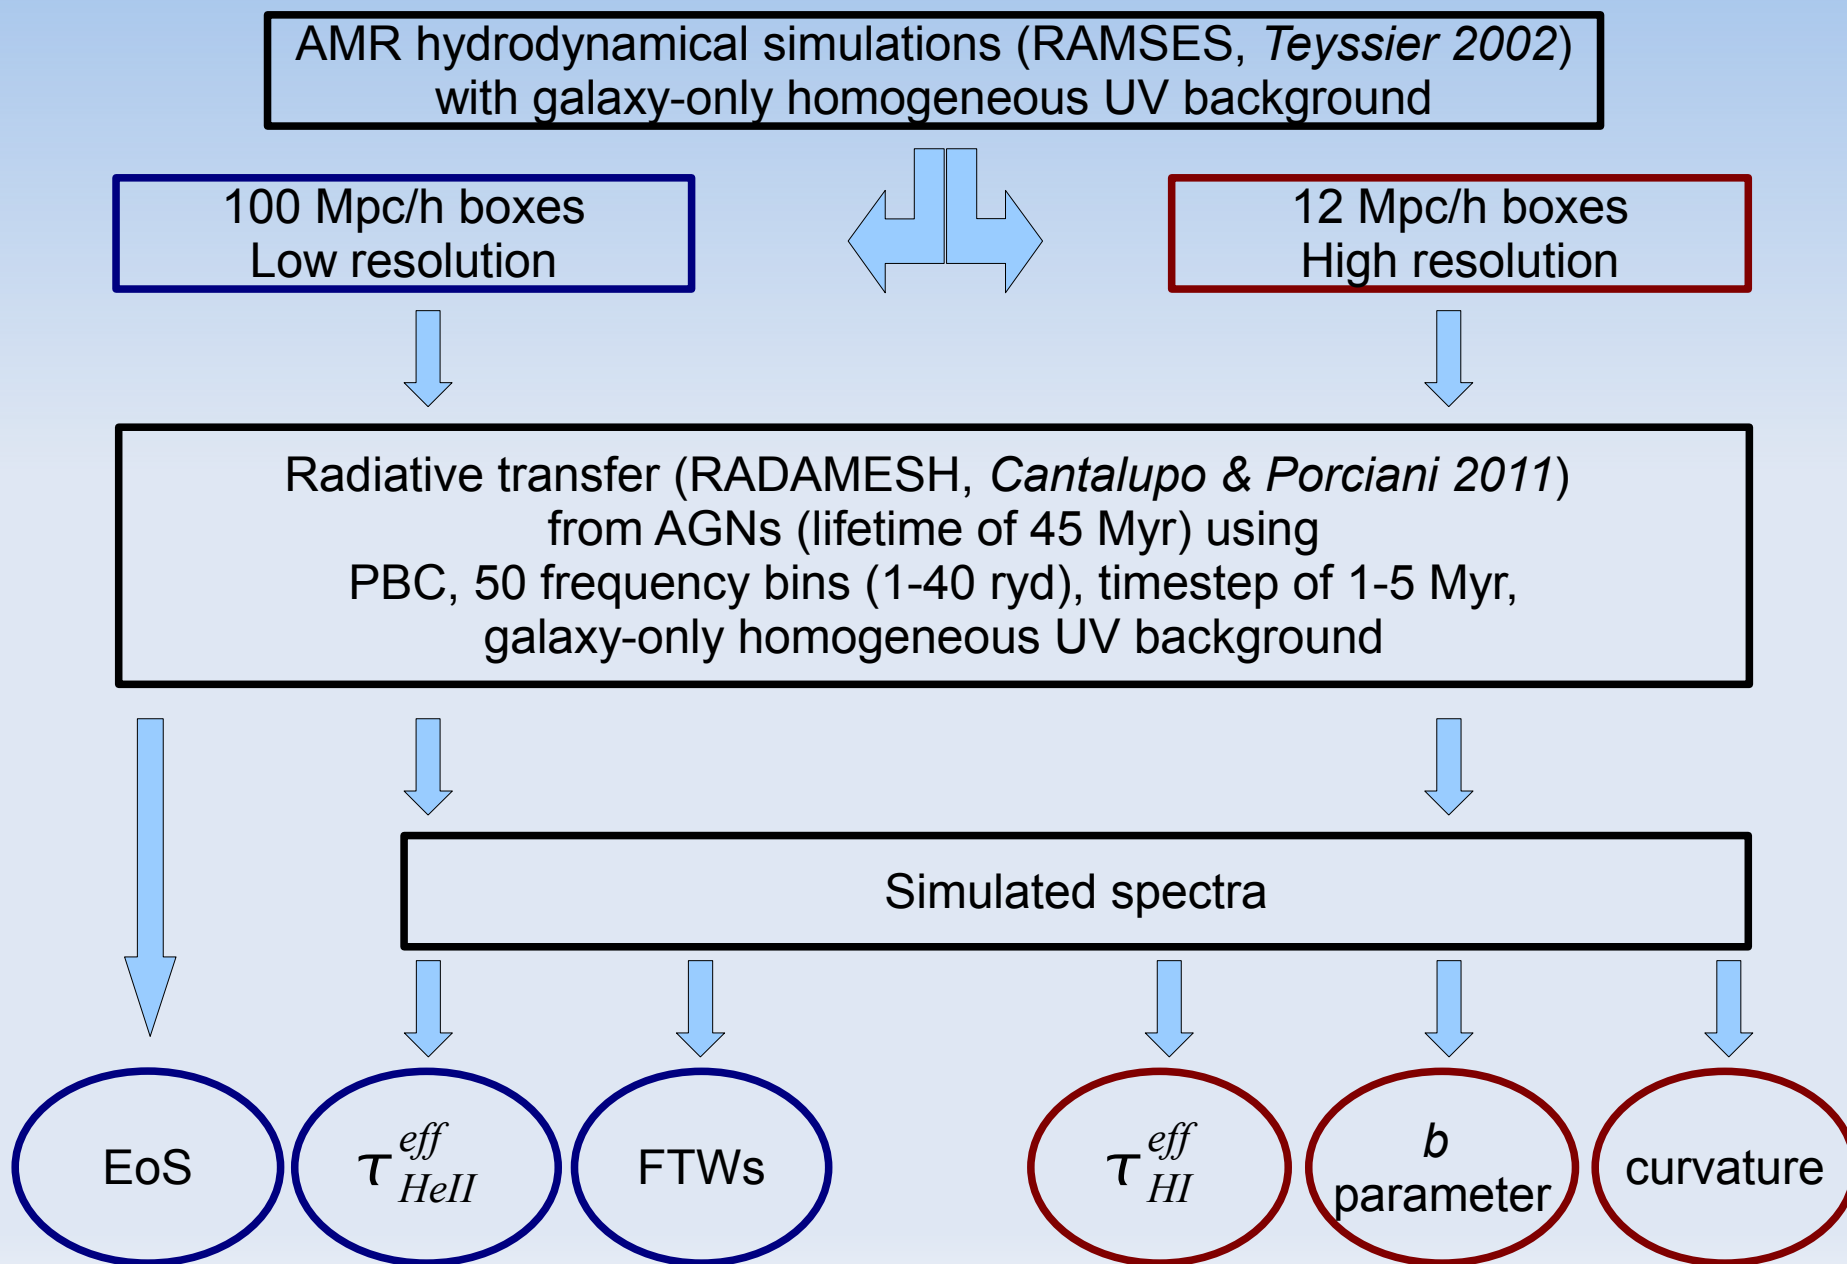 AMR hydrodynamical simulations (RAMSES, Teyssier 2002)
with galaxy-only homogeneous UV background
100 Mpc/h boxes
Low resolution
12 Mpc/h boxes
High resolution
Radiative transfer (RADAMESH, Cantalupo & Porciani 2011)
from AGNs (lifetime of 45 Myr) using
PBC, 50 frequency bins (1-40 ryd), timestep of 1-5 Myr,
galaxy-only homogeneous UV background
Simulated spectra
EoS
τ_{HeII}^{eff}
FTWs
τ_{HI}^{eff}
b
parameter
curvature